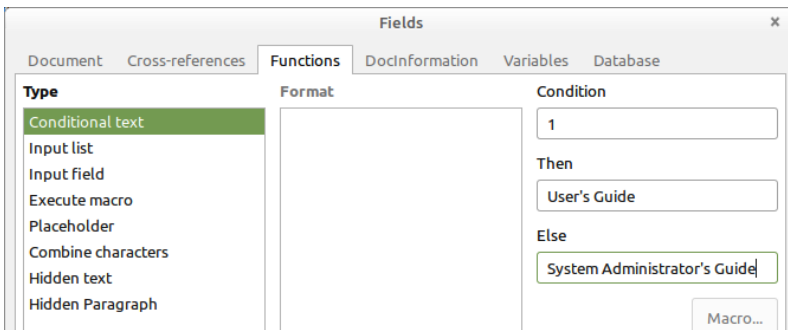 Fields ×
Document Cross-references Functions DocInformation Variables Database
Type Format Condition
Conditional text
1
Input list
Input field
Then
Execute macro
User's Guide
Placeholder
Else
Combine characters
System Administrator's Guide
Hidden text
Hidden Paragraph
Macro...